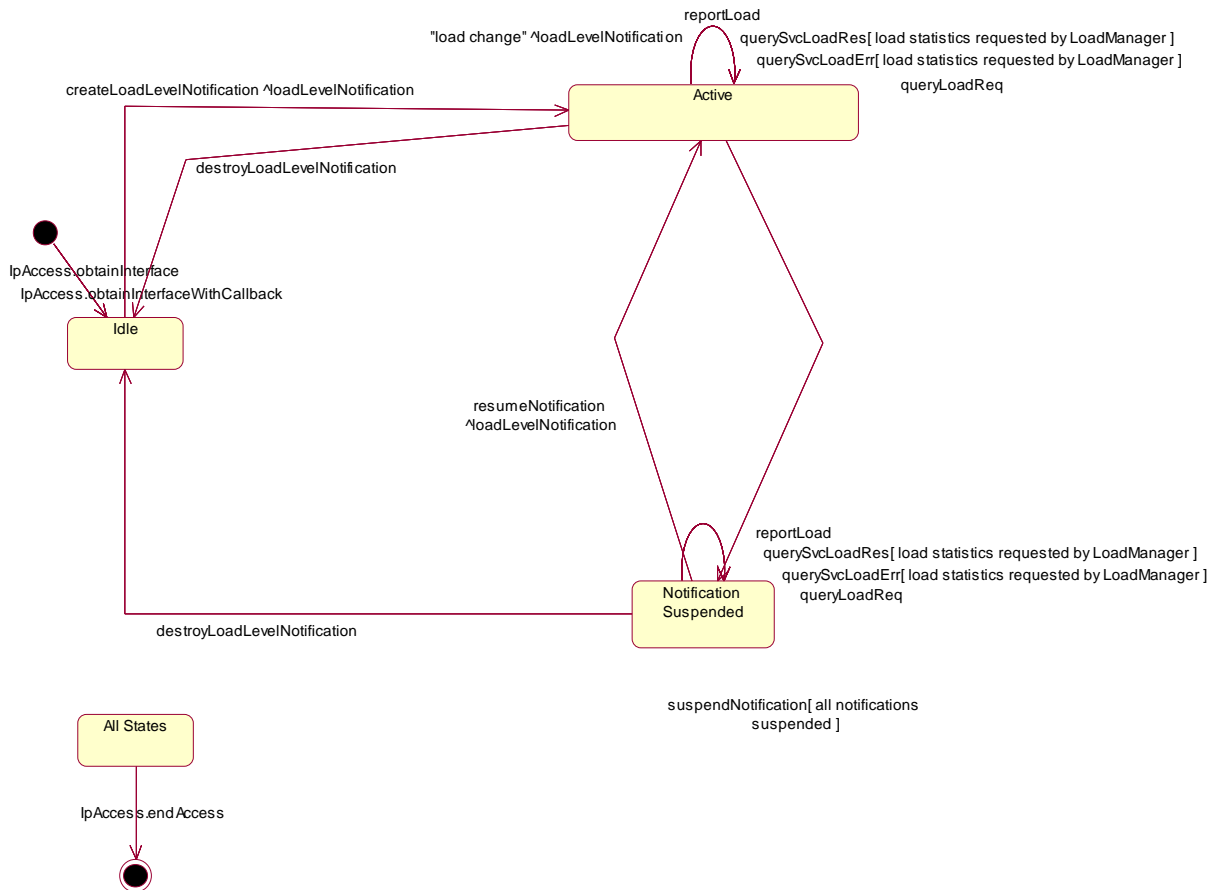 reportLoad
"load change" ^loadLevelNotification
querySvcLoadRes[ load statistics requested by LoadManager ]
querySvcLoadErr[ load statistics requested by LoadManager ]
queryLoadReq
createLoadLevelNotification ^loadLevelNotification
Active
destroyLoadLevelNotification
IpAccess.obtainInterface
IpAccess.obtainInterfaceWithCallback
Idle
resumeNotification
^loadLevelNotification
reportLoad
querySvcLoadRes[ load statistics requested by LoadManager ]
querySvcLoadErr[ load statistics requested by LoadManager ]
queryLoadReq
Notification
Suspended
destroyLoadLevelNotification
suspendNotification[ all notifications
suspended ]
All States
IpAccess.endAccess